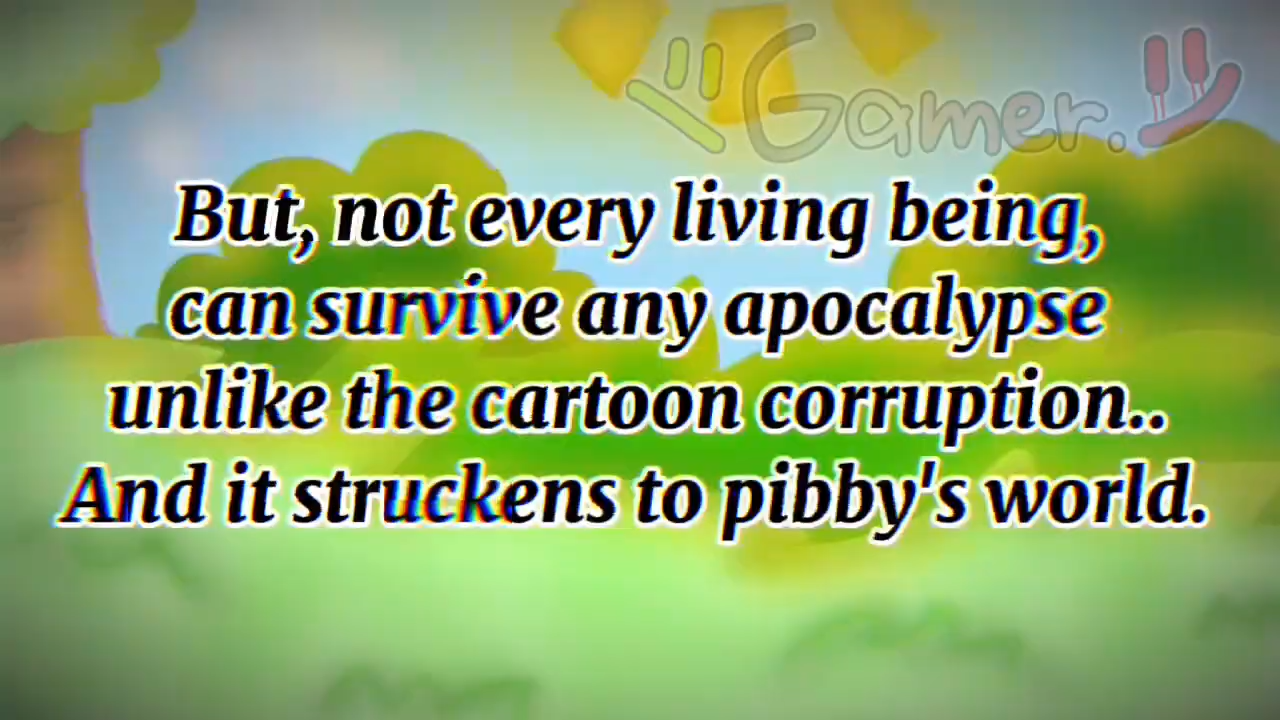 Gamer.
But, not every living being,
can survive any apocalypse
unlike the cartoon corruption..
And it struckens to pibby's world.